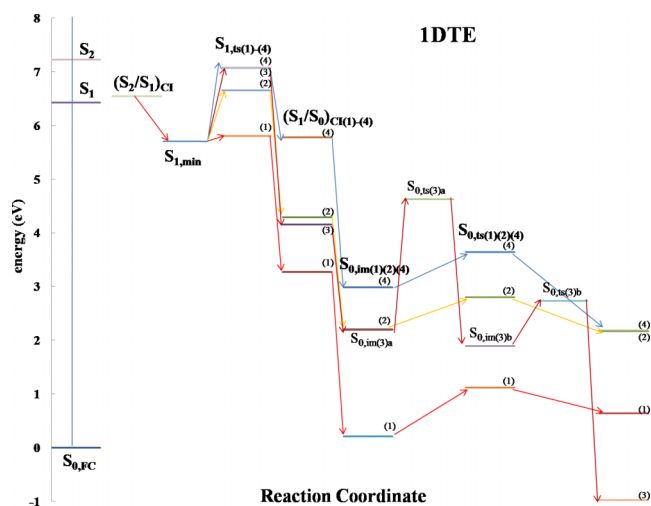 1DTE
8
7
6
5
4
3
2
1
0
-1
energy (eV)
S2
S1
(S2/S1)CI
S1,min
S1,ts(1)-(4)
(4)
(3)
(2)
(1)
(S1/S0)CI(1)-(4)
(4)
(2)
(3)
(1)
S0,im(1)(2)(4)
(4)
(2)
S0,im(3)a
(1)
S0,ts(3)a
S0,ts(1)(2)(4)
(4)
(2)
S0,im(3)b
(1)
S0,ts(3)b
(4)
(2)
(1)
(3)
S0,FC
Reaction Coordinate